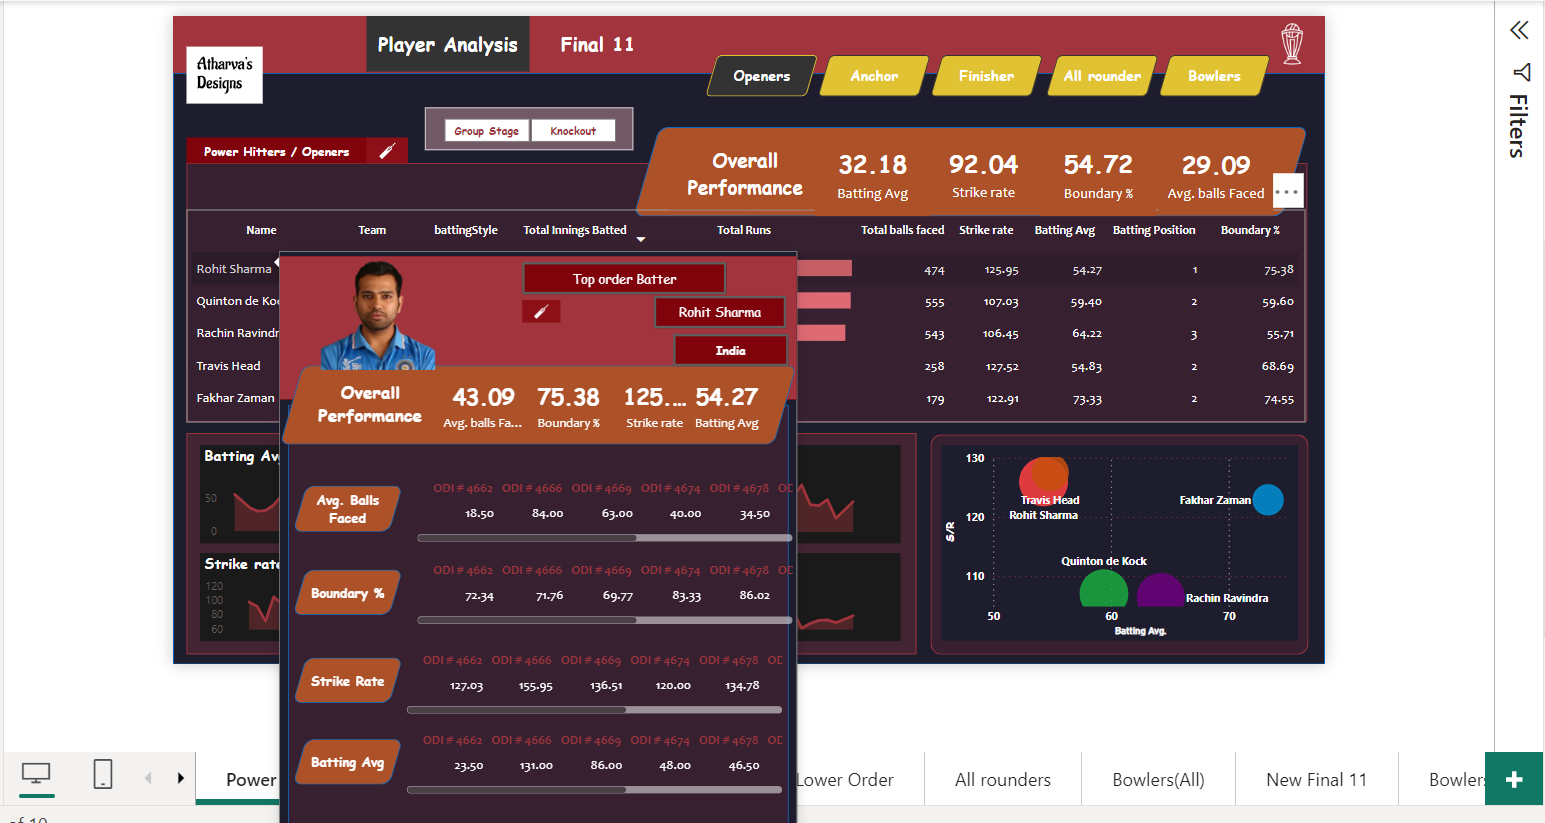 Player Analysis
Final 11
Atharva's
Designs
Openers
Anchor
Finisher
All rounder
Bowlers
Group Stage
Knockout
Power Hitters / Openers
Overall
Performance
32.18
Batting Avg
92.04
Strike rate
54.72
Boundary %
29.09
Avg. balls Faced
Name Team battingStyle Total Innings Batted Total Runs Total balls faced Strike rate Batting Avg Batting Position Boundary %
Rohit Sharma 474 125.95 54.27 1 75.38
Quinton de Koc 555 107.03 59.40 2 59.60
Rachin Ravindr 543 106.45 64.22 3 55.71
Travis Head 258 127.52 54.83 2 68.69
Fakhar Zaman 179 122.91 73.33 2 74.55
Top order Batter
Rohit Sharma
India
Overall
Performance
43.09
Avg. balls Fa...
75.38
Boundary %
125....
Strike rate
54.27
Batting Avg
Avg. Balls
Faced
ODI # 4662 ODI # 4666 ODI # 4669 ODI # 4674 ODI # 4678 OD
18.50 84.00 63.00 40.00 34.50
Boundary %
ODI # 4662 ODI # 4666 ODI # 4669 ODI # 4674 ODI # 4678 OD
72.34 71.76 69.77 83.33 86.02
Strike Rate
ODI # 4662 ODI # 4666 ODI # 4669 ODI # 4674 ODI # 4678 OD
127.03 155.95 136.51 120.00 134.78
Batting Avg
ODI # 4662 ODI # 4666 ODI # 4669 ODI # 4674 ODI # 4678 OD
23.50 131.00 86.00 48.00 46.50
Batting Av
50
0
Strike rat
120
100
80
60
130
120
110
S/R
Travis Head
Rohit Sharma
Fakhar Zaman
Quinton de Kock
Rachin Ravindra
50 60 70
Batting Avg.
Filters
Power
Lower Order
All rounders
Bowlers(All)
New Final 11
Bowler